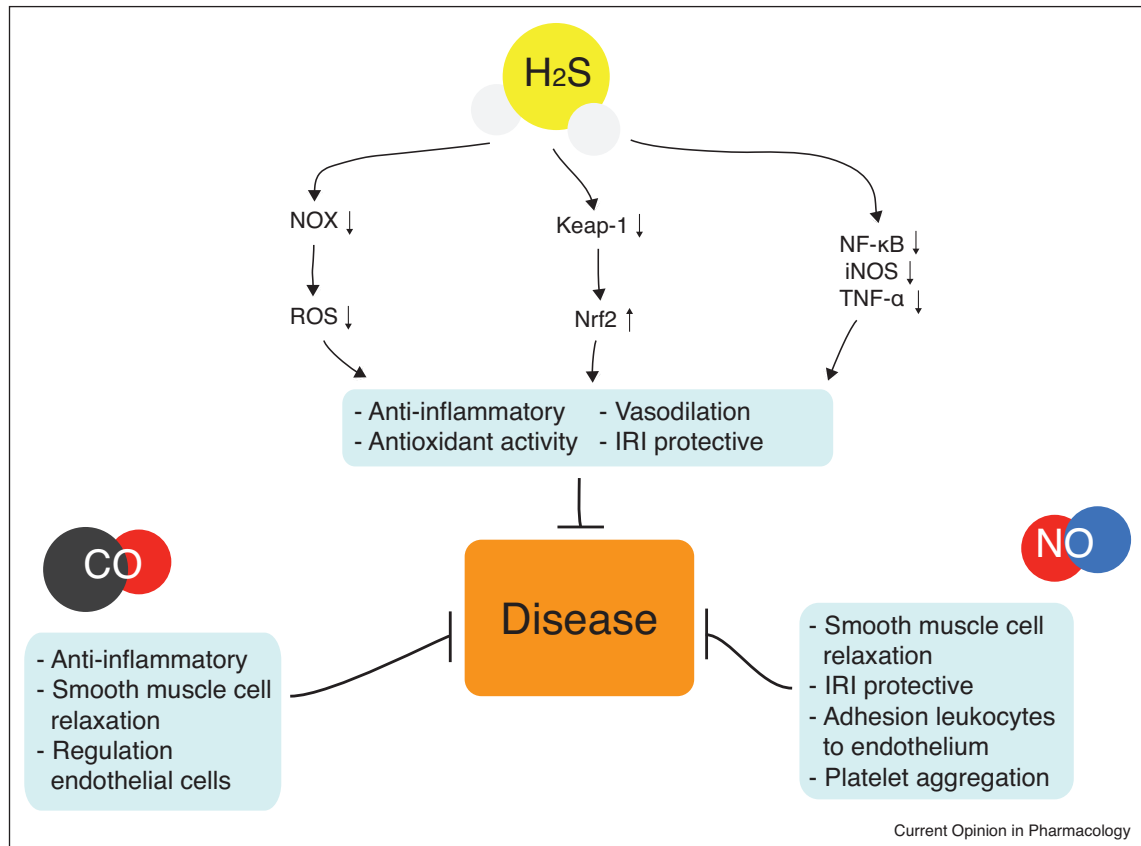 H₂S
NOX ↓
Keap-1 ↓
NF-κB ↓
iNOS ↓
TNF-α ↓
ROS ↓
Nrf2 ↑
- Anti-inflammatory - Vasodilation
- Antioxidant activity - IRI protective
CO
- Anti-inflammatory
- Smooth muscle cell
relaxation
- Regulation
endothelial cells
Disease
NO
- Smooth muscle cell
relaxation
- IRI protective
- Adhesion leukocytes
to endothelium
- Platelet aggregation
Current Opinion in Pharmacology